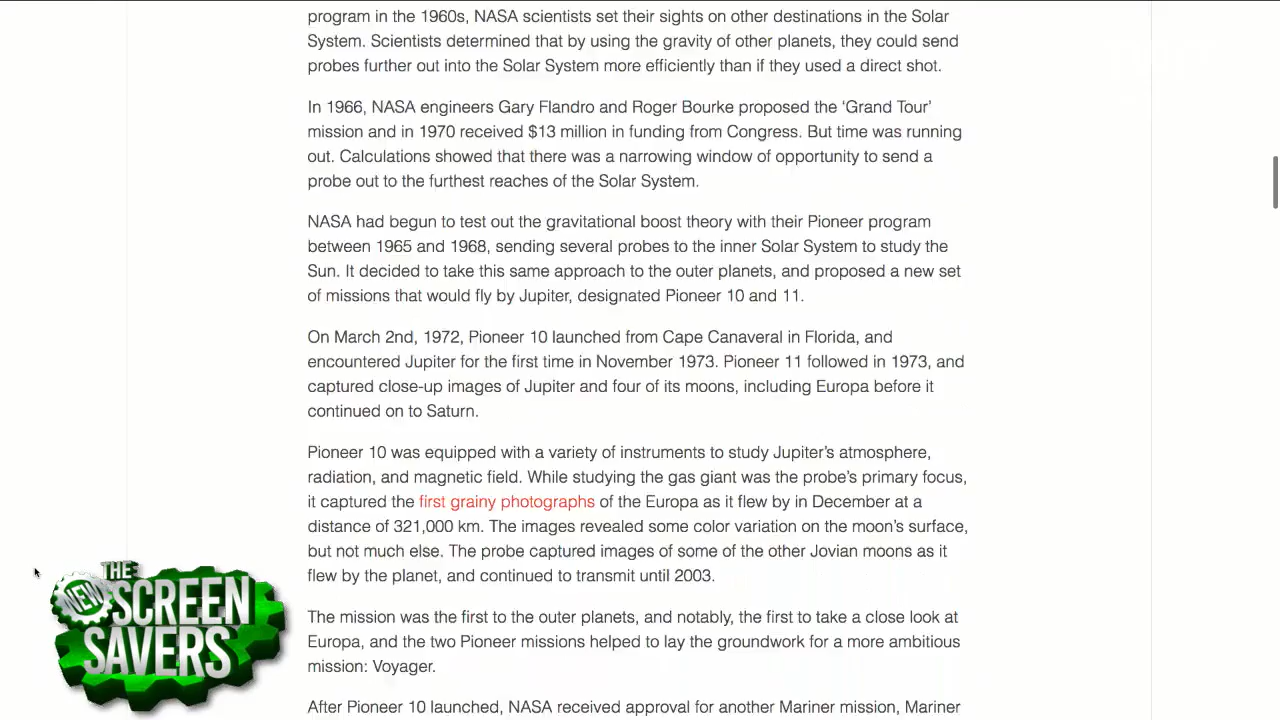 program in the 1960s, NASA scientists set their sights on other destinations in the Solar
System. Scientists determined that by using the gravity of other planets, they could send
probes further out into the Solar System more efficiently than if they used a direct shot.
In 1966, NASA engineers Gary Flandro and Roger Bourke proposed the ‘Grand Tour’
mission and in 1970 received $13 million in funding from Congress. But time was running
out. Calculations showed that there was a narrowing window of opportunity to send a
probe out to the furthest reaches of the Solar System.
NASA had begun to test out the gravitational boost theory with their Pioneer program
between 1965 and 1968, sending several probes to the inner Solar System to study the
Sun. It decided to take this same approach to the outer planets, and proposed a new set
of missions that would fly by Jupiter, designated Pioneer 10 and 11.
On March 2nd, 1972, Pioneer 10 launched from Cape Canaveral in Florida, and
encountered Jupiter for the first time in November 1973. Pioneer 11 followed in 1973, and
captured close-up images of Jupiter and four of its moons, including Europa before it
continued on to Saturn.
Pioneer 10 was equipped with a variety of instruments to study Jupiter’s atmosphere,
radiation, and magnetic field. While studying the gas giant was the probe’s primary focus,
it captured the first grainy photographs of the Europa as it flew by in December at a
distance of 321,000 km. The images revealed some color variation on the moon’s surface,
but not much else. The probe captured images of some of the other Jovian moons as it
flew by the planet, and continued to transmit until 2003.
The mission was the first to the outer planets, and notably, the first to take a close look at
Europa, and the two Pioneer missions helped to lay the groundwork for a more ambitious
mission: Voyager.
After Pioneer 10 launched, NASA received approval for another Mariner mission, Mariner
THE
NEW SCREEN
SAVERS